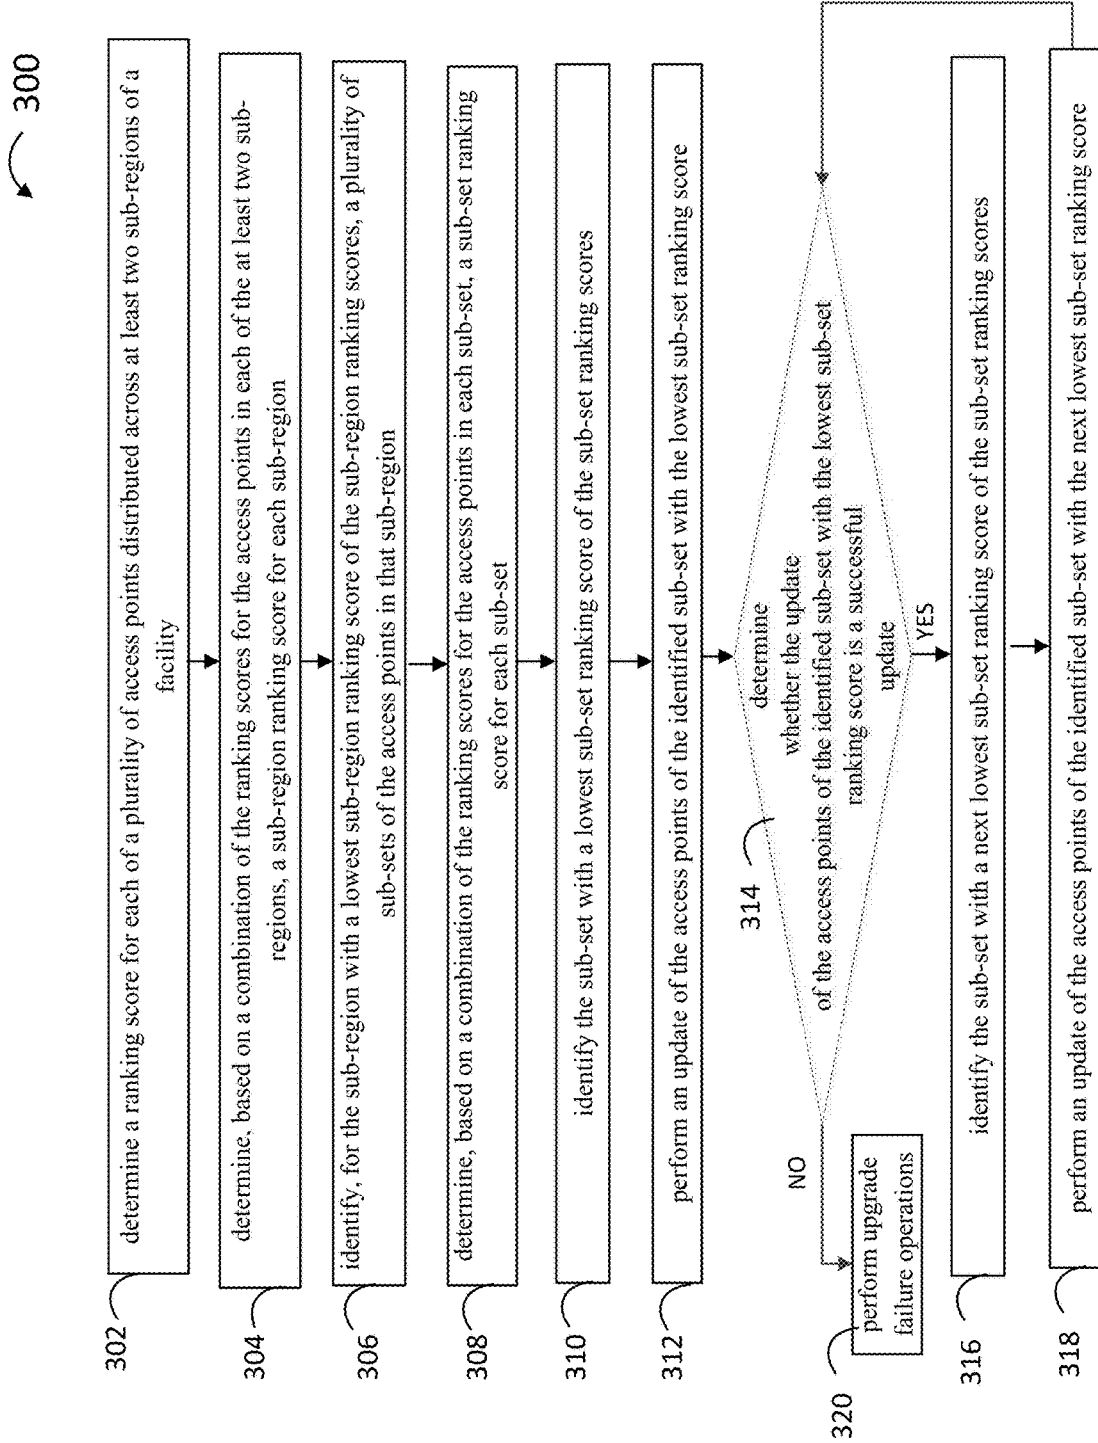 300
302
determine a ranking score for each of a plurality of access points distributed across at least two sub-regions of a
facility
304
determine, based on a combination of the ranking scores for the access points in each of the at least two sub-
regions, a sub-region ranking score for each sub-region
306
identify, for the sub-region with a lowest sub-region ranking score of the sub-region ranking scores, a plurality of
sub-sets of the access points in that sub-region
308
determine, based on a combination of the ranking scores for the access points in each sub-set, a sub-set ranking
score for each sub-set
310
identify the sub-set with a lowest sub-set ranking score of the sub-set ranking scores
312
perform an update of the access points of the identified sub-set with the lowest sub-set ranking score
314
determine
whether the update
of the access points of the identified sub-set with the lowest sub-set
ranking score is a successful
update
NO
YES
320
perform upgrade
failure operations
316
identify the sub-set with a next lowest sub-set ranking score of the sub-set ranking scores
318
perform an update of the access points of the identified sub-set with the next lowest sub-set ranking score